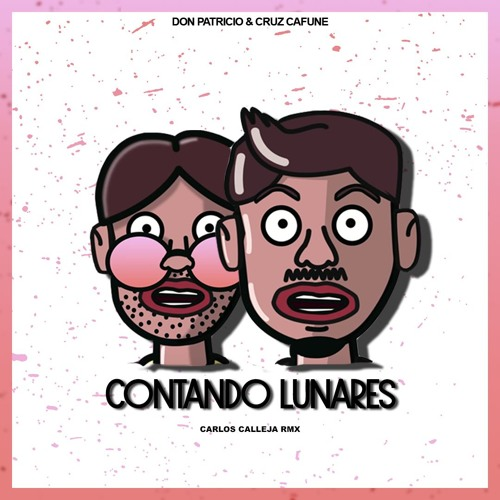 DON PATRICIO & CRUZ CAFUNE
CONTANDO LUNARES
CARLOS CALLEJA RMX